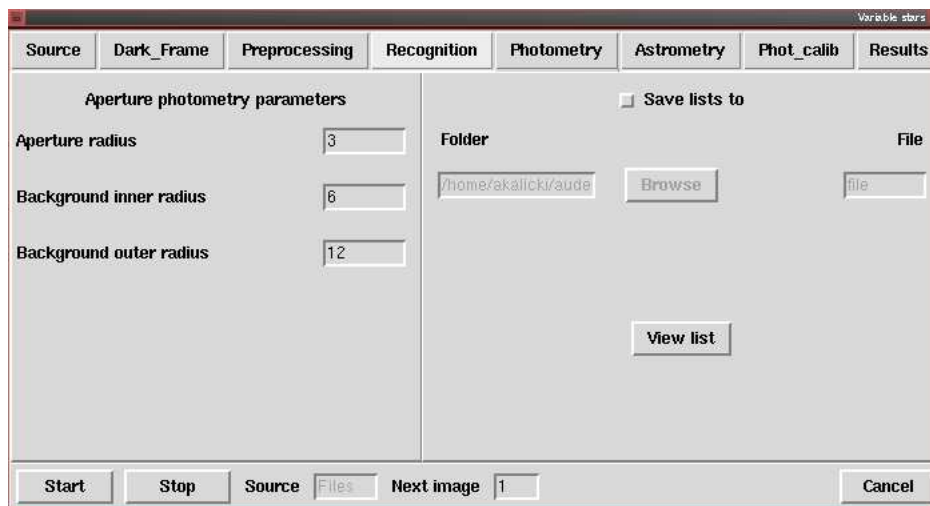 Variable stars
Source Dark_Frame Preprocessing Recognition Photometry Astrometry Phot_calib Results
Aperture photometry parameters
Save lists to
Aperture radius 3
Folder File
Background inner radius 6
/home/akalicki/aude Browse file
Background outer radius 12
View list
Start Stop Source Files Next image 1 Cancel